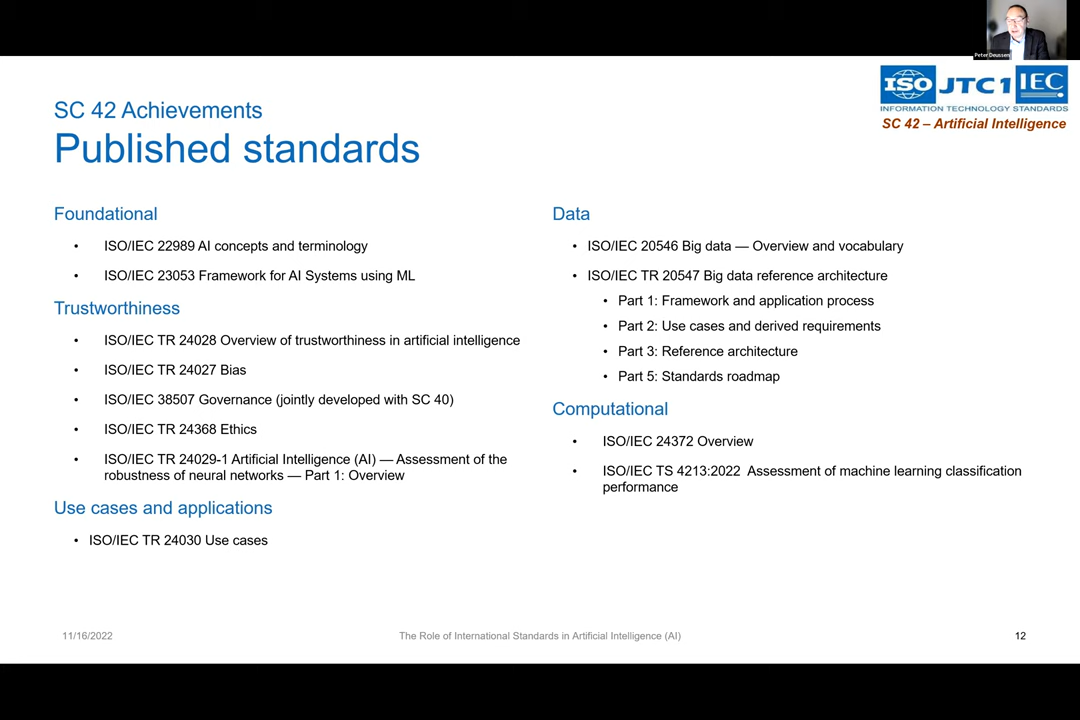 Peter Deussen
ISO JTC 1 IEC
INFORMATION TECHNOLOGY STANDARDS
SC 42 – Artificial Intelligence
SC 42 Achievements
Published standards
Foundational
• ISO/IEC 22989 AI concepts and terminology
• ISO/IEC 23053 Framework for AI Systems using ML
Trustworthiness
• ISO/IEC TR 24028 Overview of trustworthiness in artificial intelligence
• ISO/IEC TR 24027 Bias
• ISO/IEC 38507 Governance (jointly developed with SC 40)
• ISO/IEC TR 24368 Ethics
• ISO/IEC TR 24029-1 Artificial Intelligence (AI) — Assessment of the
robustness of neural networks — Part 1: Overview
Use cases and applications
• ISO/IEC TR 24030 Use cases
Data
• ISO/IEC 20546 Big data — Overview and vocabulary
• ISO/IEC TR 20547 Big data reference architecture
• Part 1: Framework and application process
• Part 2: Use cases and derived requirements
• Part 3: Reference architecture
• Part 5: Standards roadmap
Computational
• ISO/IEC 24372 Overview
• ISO/IEC TS 4213:2022 Assessment of machine learning classification
performance
11/16/2022
The Role of International Standards in Artificial Intelligence (AI)
12